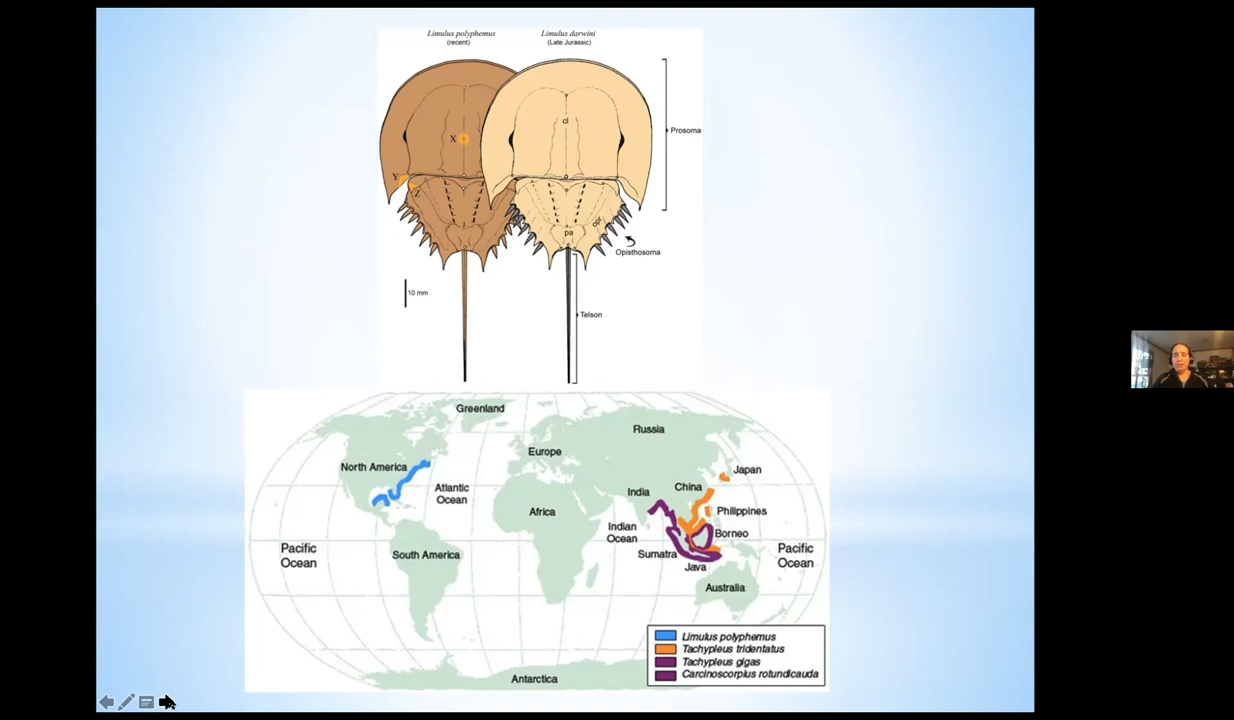 Limulus polyphemus
(recent)
Limulus darwini
(Late Jurassic)
cl
X
Prosoma
Y
Z
opr
pa
Opisthosoma
10 mm
Telson
Greenland
Russia
Europe
North America
Japan
Atlantic
Ocean
China
India
Africa
Philippines
Indian
Ocean
Borneo
Pacific
Ocean
South America
Sumatra
Java
Pacific
Ocean
Australia
Limulus polyphemus
Tachypleus tridentatus
Tachypleus gigas
Carcinoscorpius rotundicauda
Antarctica